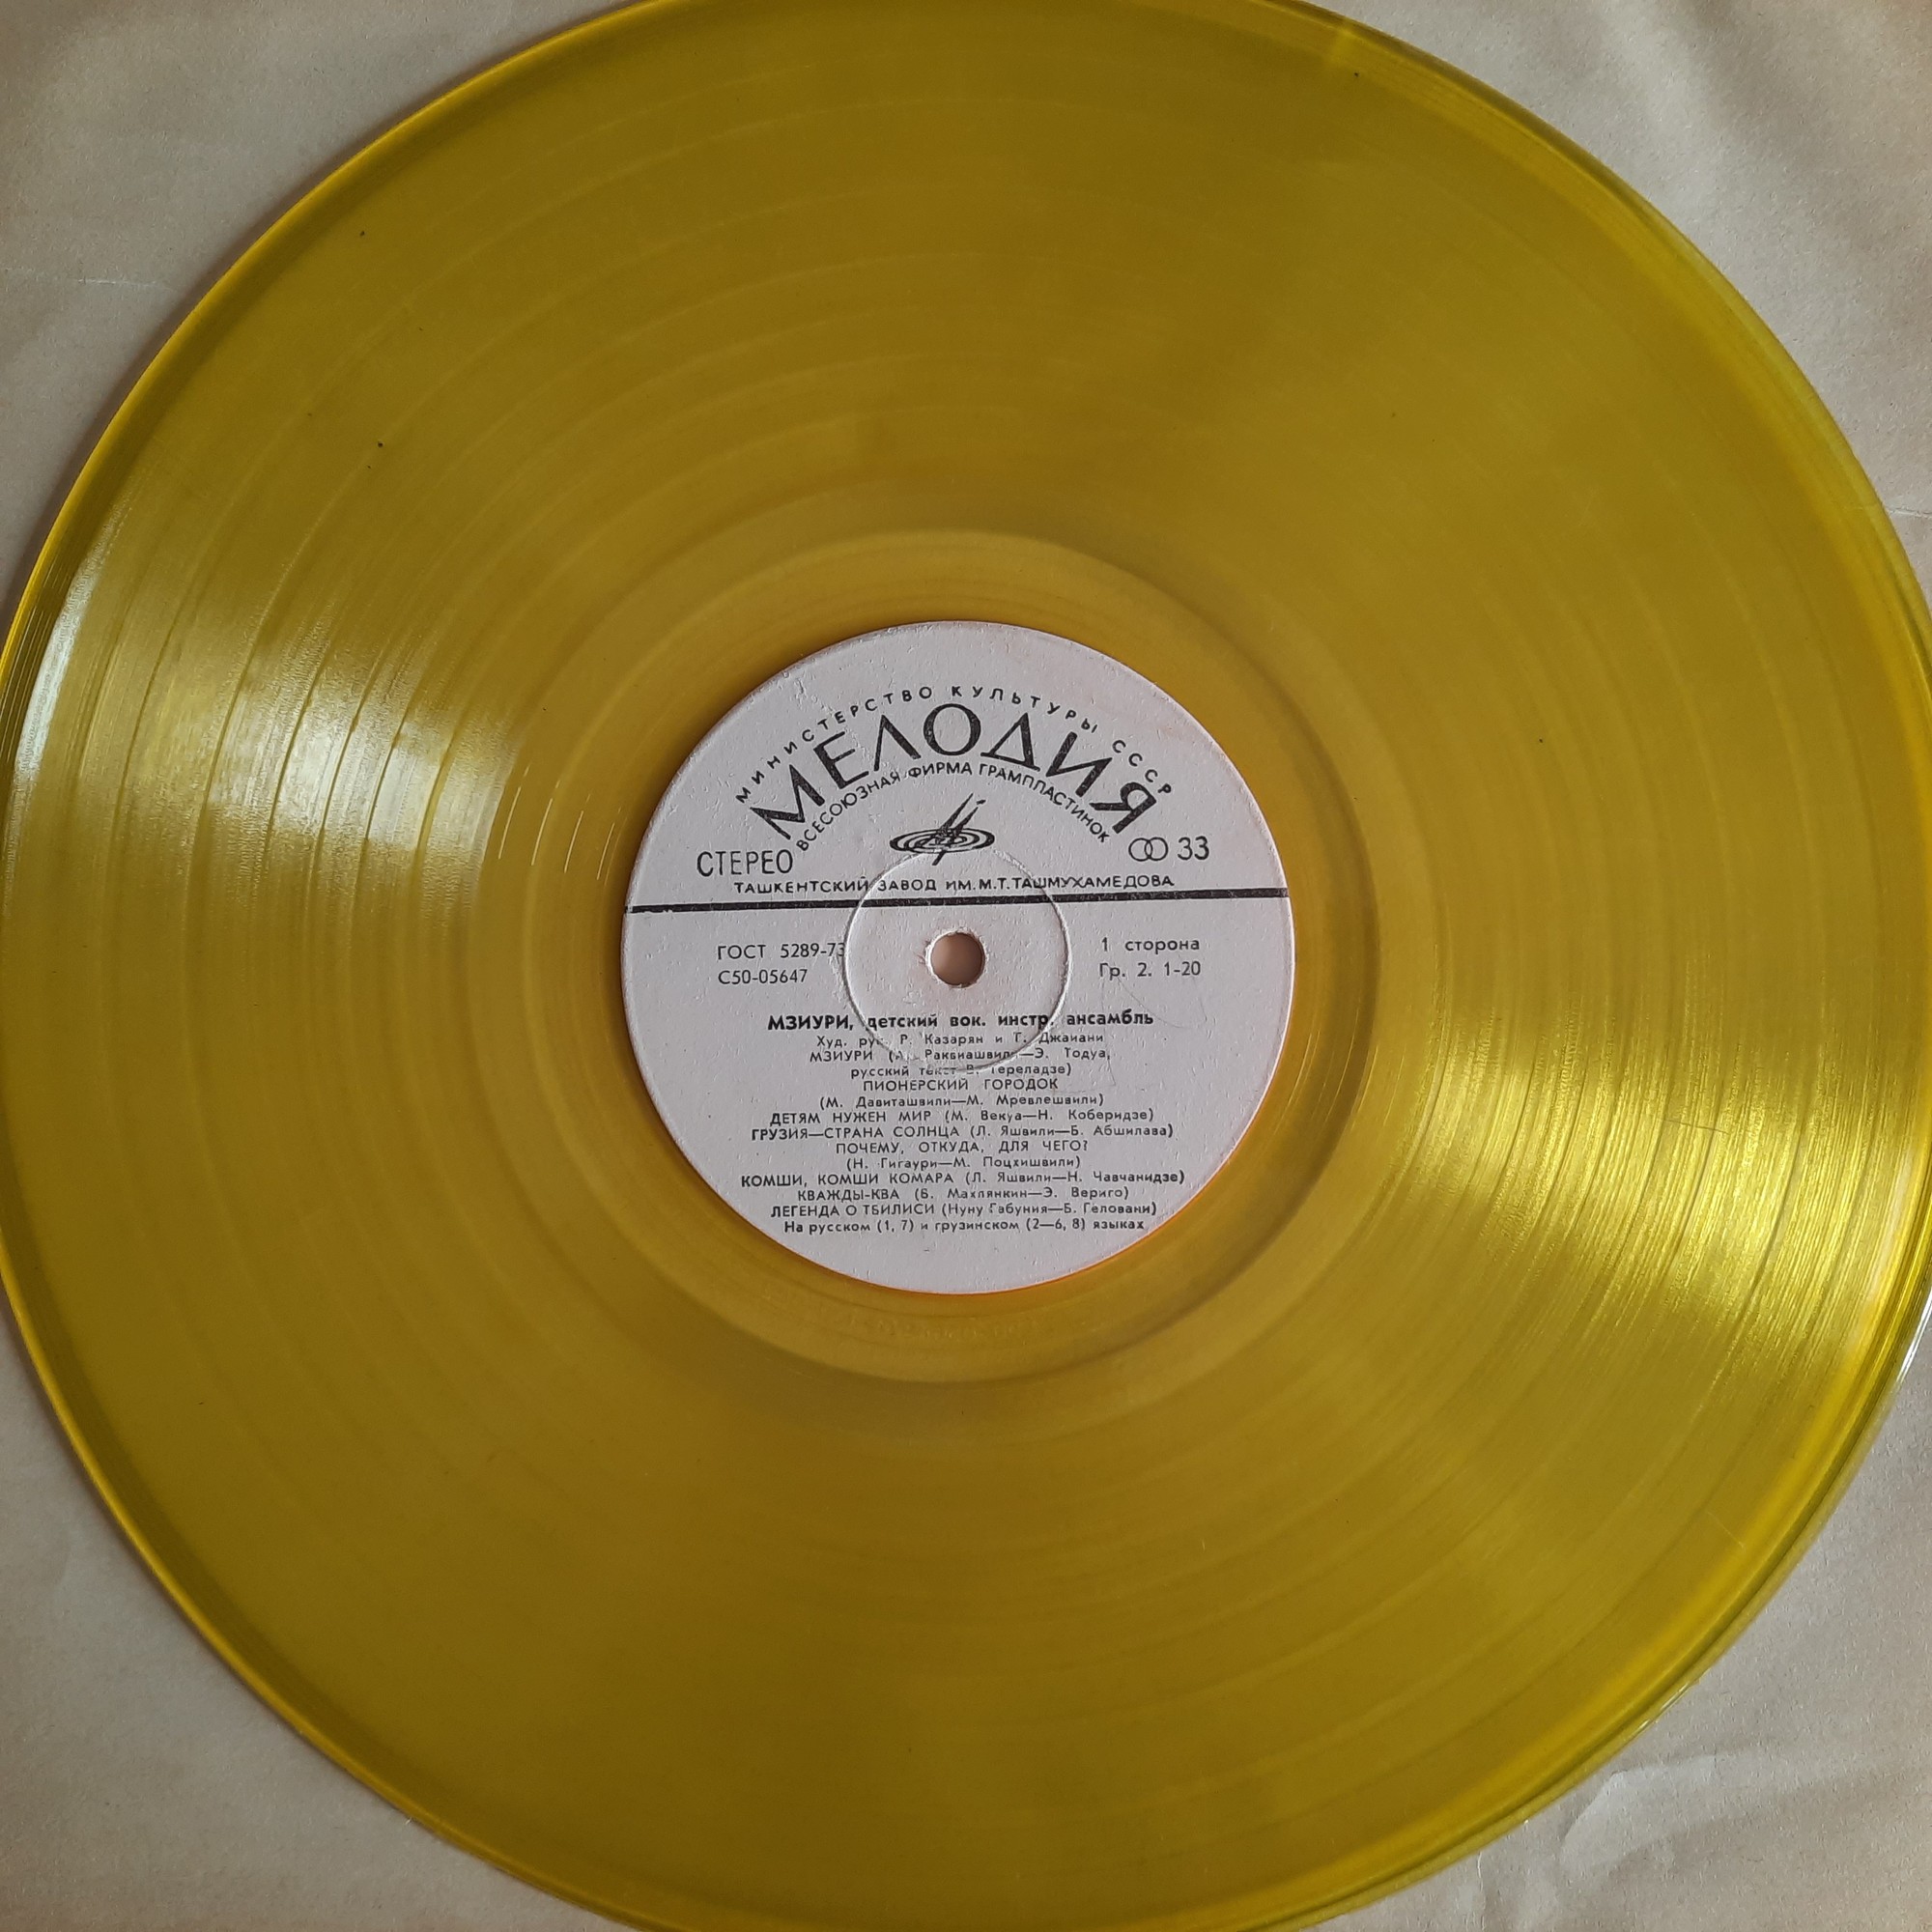 МИНИСТЕРСТВО КУЛЬТУРЫ СССР
МЕЛОДИЯ
ВСЕСОЮЗНАЯ ФИРМА ГРАМПЛАСТИНОК
СТЕРЕО
33
ТАШКЕНТСКИЙ ЗАВОД ИМ. М.Т. ТАШМУХАМЕДОВА
ГОСТ 5289-73
1 сторона
С50-05647
Гр. 2. 1-20
МЗИУРИ, детский вок. инстр. ансамбль
Худ. рук. Р. Казарян и Г. Джаиани
МЗИУРИ —Э. Тодуа,
русский текст
ПИОНЕРСКИЙ ГОРОДОК
(М. Давиташвили—М. Мревлешвили)
ДЕТЯМ НУЖЕН МИР (М. Векуа—Н. Коберидзе)
ГРУЗИЯ—СТРАНА СОЛНЦА (Л. Яшвили—Б. Абшилава)
ПОЧЕМУ, ОТКУДА, ДЛЯ ЧЕГО?
(Н. Гигаури—М. Поцхишвили)
КОМШИ, КОМШИ КОМАРА (Л. Яшвили—Н. Чавчанидзе)
КВАЖДЫ-КВА (Б. Махлянкин—Э. Вериго)
ЛЕГЕНДА О ТБИЛИСИ (Нуну Габуния—Б. Геловани)
На русском (1, 7) и грузинском (2—6, 8) языках